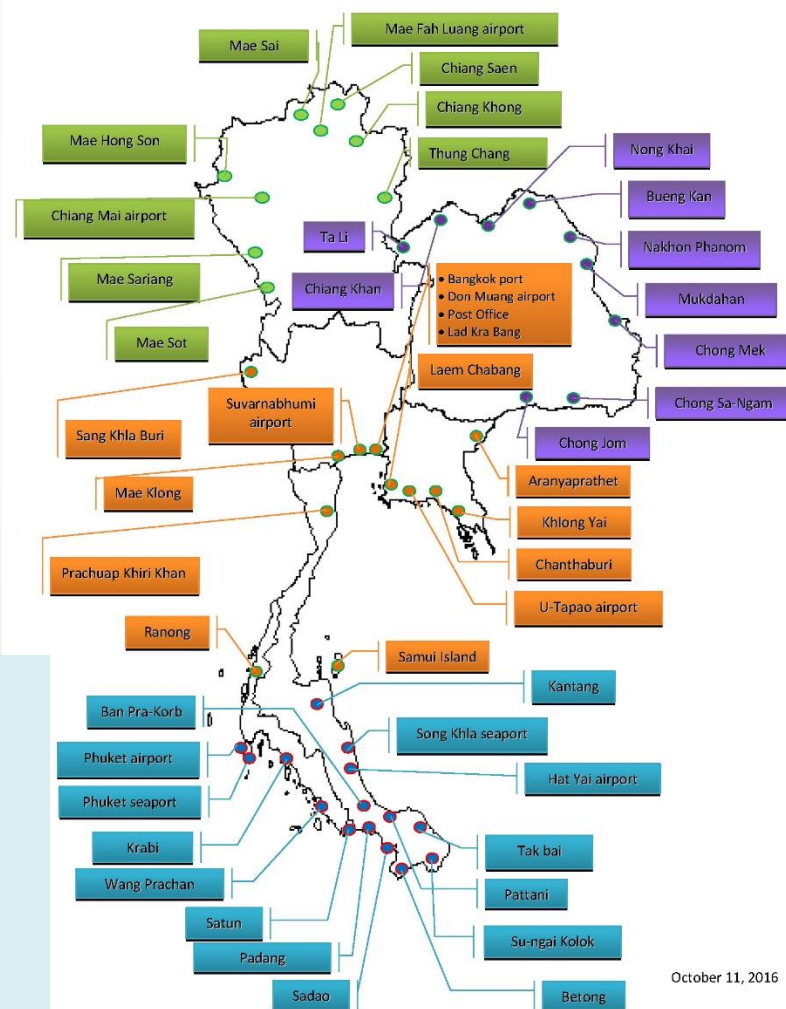 Mae Sai
Mae Fah Luang airport
Chiang Saen
Chiang Khong
Mae Hong Son
Thung Chang
Nong Khai
Bueng Kan
Chiang Mai airport
Ta Li
Nakhon Phanom
Mae Sariang
Chiang Khan
• Bangkok port
• Don Muang airport
• Post Office
• Lad Kra Bang
Mukdahan
Mae Sot
Chong Mek
Laem Chabang
Suvarnabhumi
airport
Chong Sa-Ngam
Sang Khla Buri
Chong Jom
Mae Klong
Aranyaprathet
Khlong Yai
Chanthaburi
Prachuap Khiri Khan
U-Tapao airport
Ranong
Samui Island
Kantang
Ban Pra-Korb
Song Khla seaport
Phuket airport
Hat Yai airport
Phuket seaport
Krabi
Tak bai
Wang Prachan
Pattani
Satun
Su-ngai Kolok
Padang
Sadao
Betong
October 11, 2016